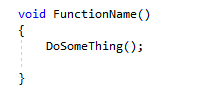 void FunctionName()
{
    DoSomeThing();
}